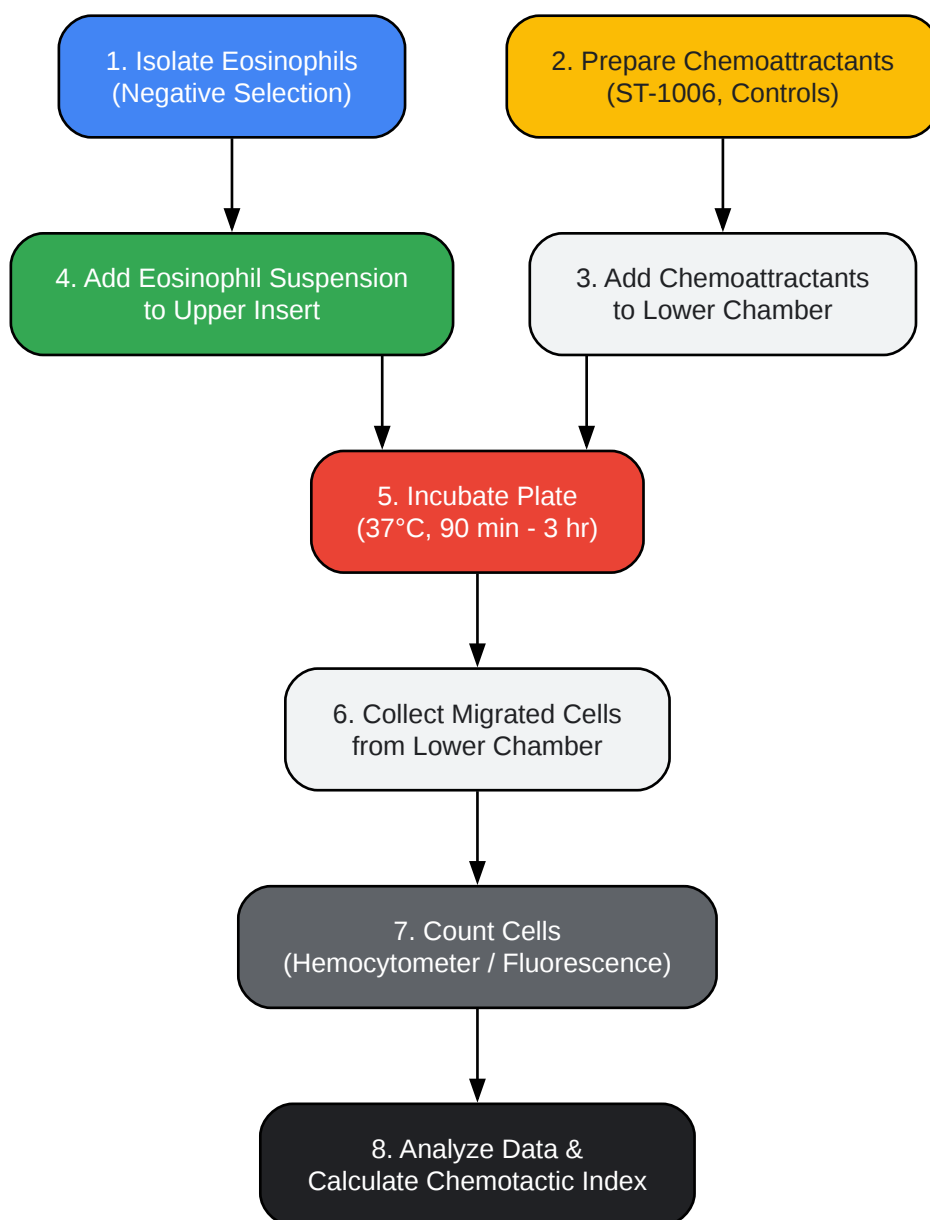 1. Isolate Eosinophils
(Negative Selection)
2. Prepare Chemoattractants
(ST-1006, Controls)
4. Add Eosinophil Suspension
to Upper Insert
3. Add Chemoattractants
to Lower Chamber
5. Incubate Plate
(37°C, 90 min - 3 hr)
6. Collect Migrated Cells
from Lower Chamber
7. Count Cells
(Hemocytometer / Fluorescence)
8. Analyze Data &
Calculate Chemotactic Index